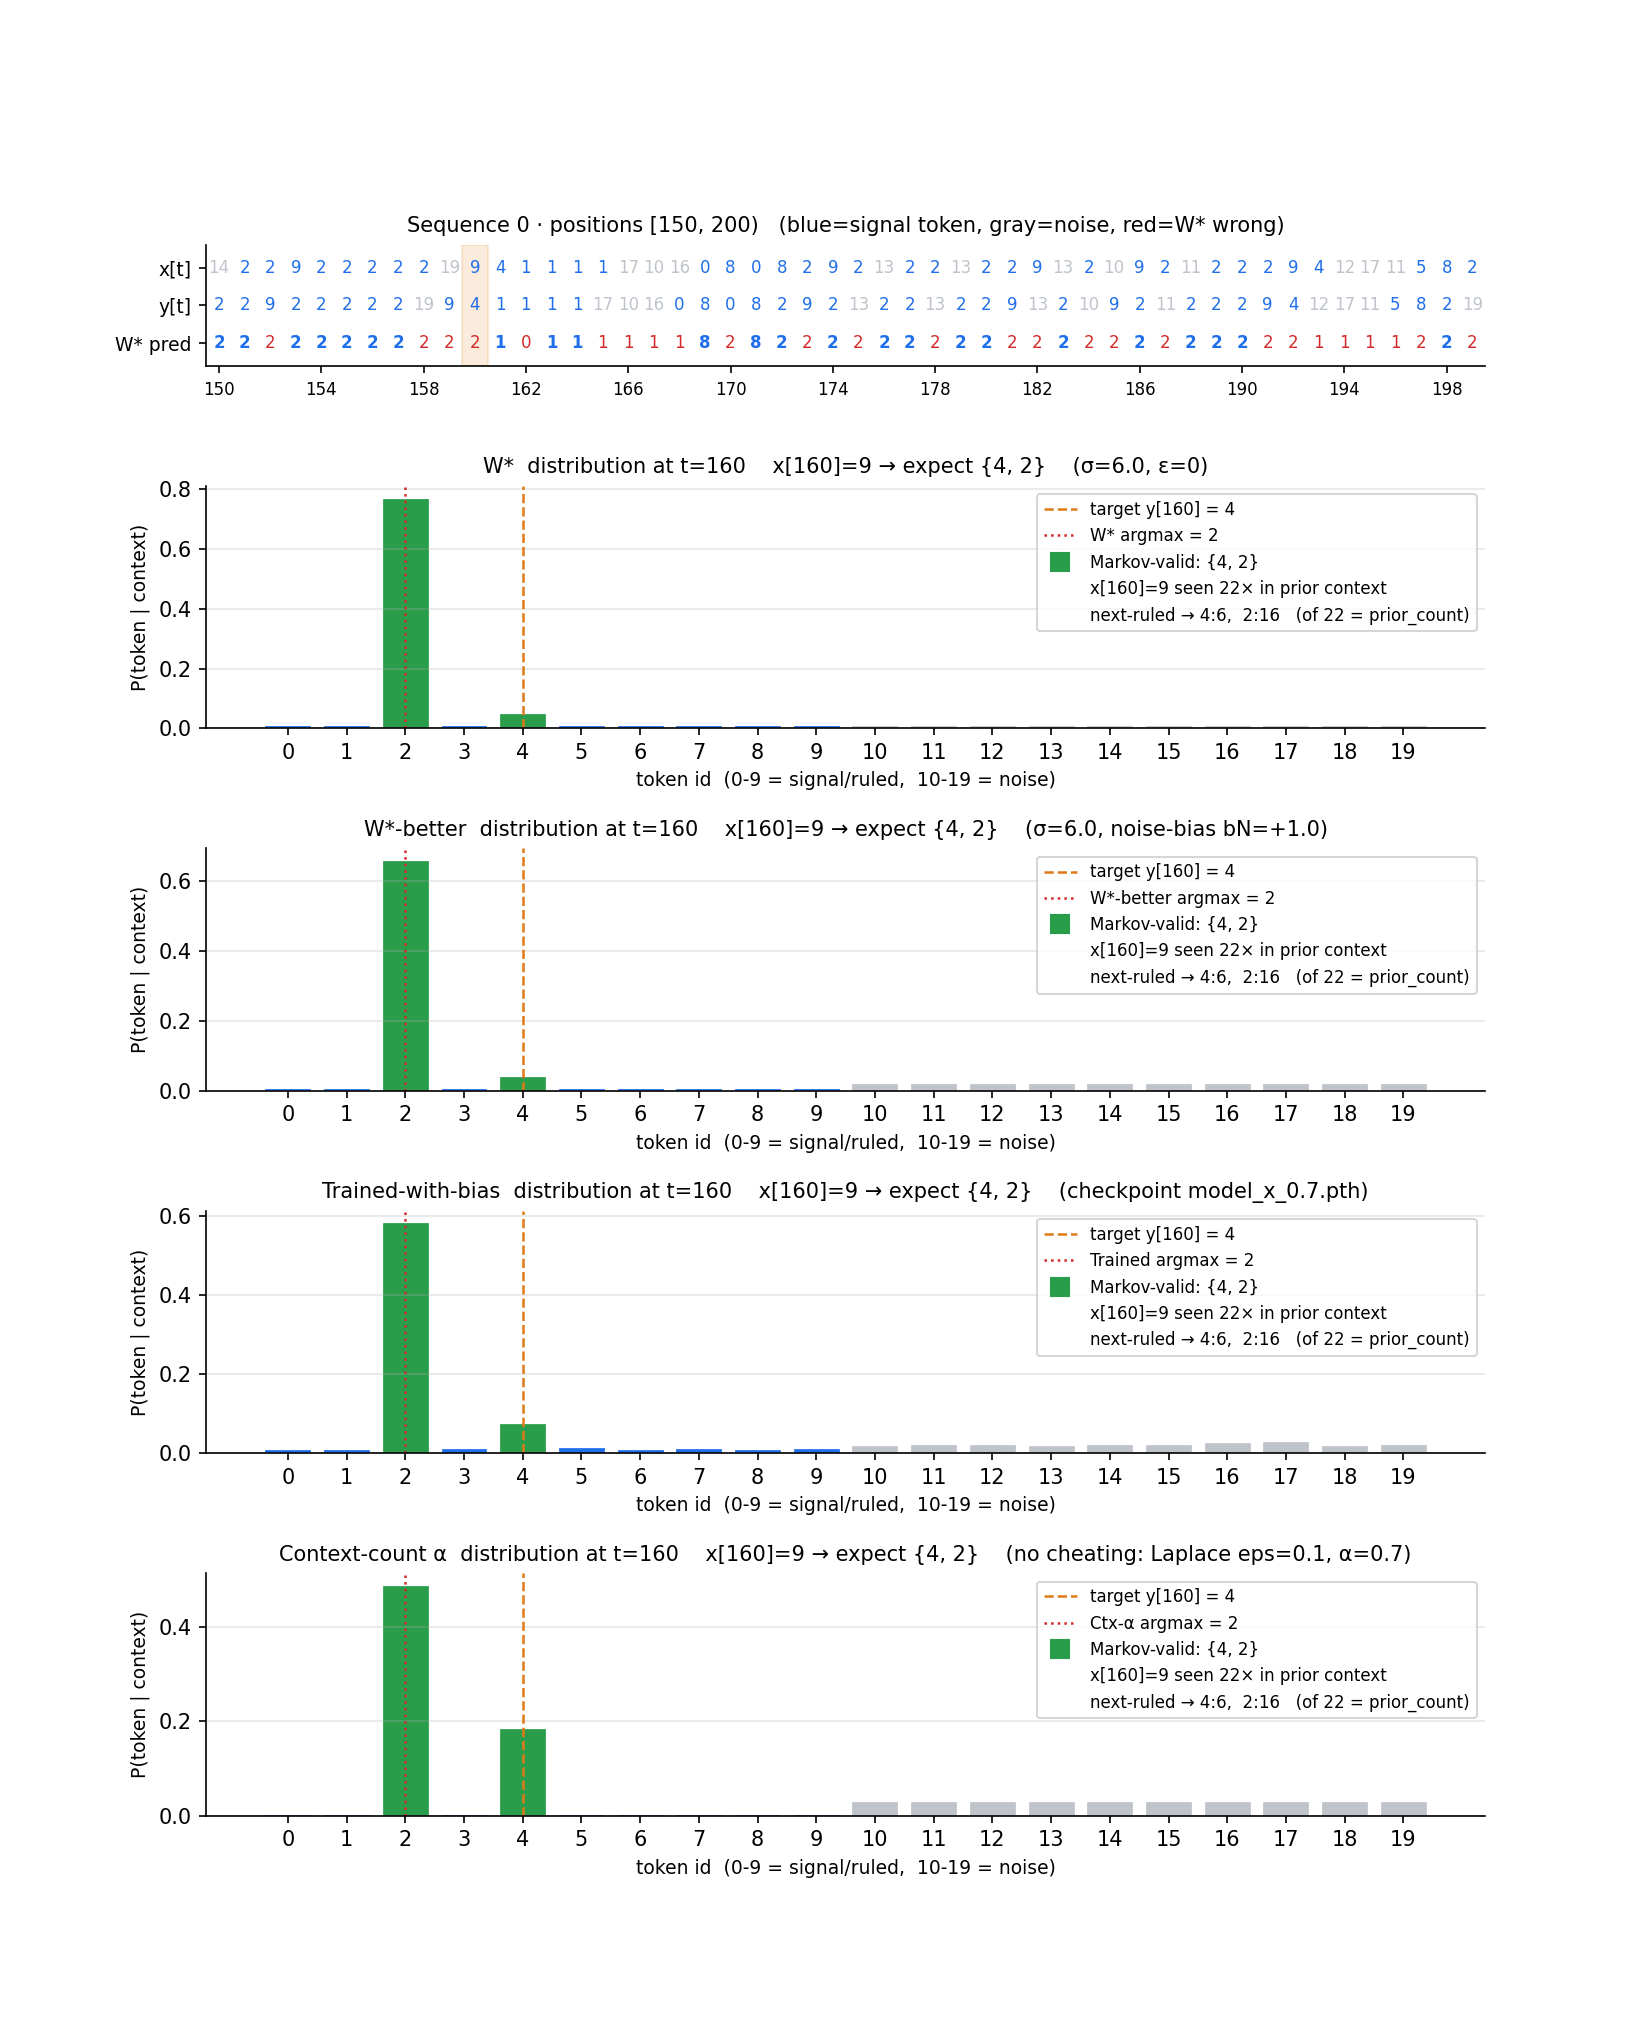 Sequence 0 · positions [150, 200)   (blue=signal token, gray=noise, red=W* wrong)
x[t] 14 2 2 9 2 2 2 2 2 19 9 4 1 1 1 1 17 10 16 0 8 0 8 2 9 2 13 2 2 13 2 2 9 13 2 10 9 2 11 2 2 2 9 4 12 17 11 5 8 2
y[t] 2 2 9 2 2 2 2 2 19 9 4 1 1 1 1 17 10 16 0 8 0 8 2 9 2 13 2 2 13 2 2 9 13 2 10 9 2 11 2 2 2 9 4 12 17 11 5 8 2 19
W* pred 2 2 2 2 2 2 2 2 2 2 2 1 0 1 1 1 1 1 1 8 2 8 2 2 2 2 2 2 2 2 2 2 2 2 2 2 2 2 2 2 2 2 2 1 1 1 1 2 2 2
150 154 158 162 166 170 174 178 182 186 190 194 198
W*  distribution at t=160    x[160]=9 → expect {4, 2}    (σ=6.0, ε=0)
P(token | context)
0.8
0.6
0.4
0.2
0.0
target y[160] = 4
W* argmax = 2
Markov-valid: {4, 2}
x[160]=9 seen 22× in prior context
next-ruled → 4:6,  2:16   (of 22 = prior_count)
0 1 2 3 4 5 6 7 8 9 10 11 12 13 14 15 16 17 18 19
token id  (0-9 = signal/ruled,  10-19 = noise)
W*-better  distribution at t=160    x[160]=9 → expect {4, 2}    (σ=6.0, noise-bias bN=+1.0)
P(token | context)
0.6
0.4
0.2
0.0
target y[160] = 4
W*-better argmax = 2
Markov-valid: {4, 2}
x[160]=9 seen 22× in prior context
next-ruled → 4:6,  2:16   (of 22 = prior_count)
0 1 2 3 4 5 6 7 8 9 10 11 12 13 14 15 16 17 18 19
token id  (0-9 = signal/ruled,  10-19 = noise)
Trained-with-bias  distribution at t=160    x[160]=9 → expect {4, 2}    (checkpoint model_x_0.7.pth)
P(token | context)
0.6
0.4
0.2
0.0
target y[160] = 4
Trained argmax = 2
Markov-valid: {4, 2}
x[160]=9 seen 22× in prior context
next-ruled → 4:6,  2:16   (of 22 = prior_count)
0 1 2 3 4 5 6 7 8 9 10 11 12 13 14 15 16 17 18 19
token id  (0-9 = signal/ruled,  10-19 = noise)
Context-count α  distribution at t=160    x[160]=9 → expect {4, 2}    (no cheating: Laplace eps=0.1, α=0.7)
P(token | context)
0.4
0.2
0.0
target y[160] = 4
Ctx-α argmax = 2
Markov-valid: {4, 2}
x[160]=9 seen 22× in prior context
next-ruled → 4:6,  2:16   (of 22 = prior_count)
0 1 2 3 4 5 6 7 8 9 10 11 12 13 14 15 16 17 18 19
token id  (0-9 = signal/ruled,  10-19 = noise)